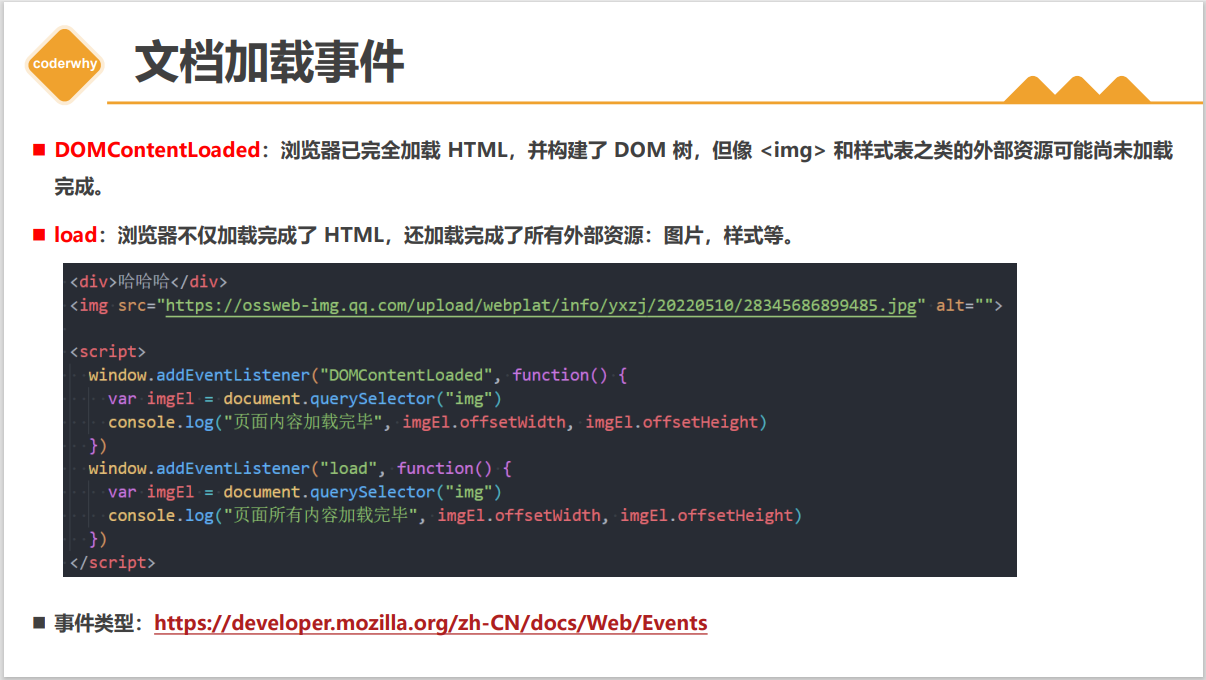 coderwhy
文档加载事件
DOMContentLoaded：浏览器已完全加载 HTML，并构建了 DOM 树，但像 <img> 和样式表之类的外部资源可能尚未加载
完成。
load：浏览器不仅加载完成了 HTML，还加载完成了所有外部资源：图片，样式等。
<div>哈哈哈</div>
<img src="https://ossweb-img.qq.com/upload/webplat/info/yxzj/20220510/28345686899485.jpg" alt="">
<script>
window.addEventListener("DOMContentLoaded", function() {
var imgEl = document.querySelector("img")
console.log("页面内容加载完毕", imgEl.offsetWidth, imgEl.offsetHeight)
})
window.addEventListener("load", function() {
var imgEl = document.querySelector("img")
console.log("页面所有内容加载完毕", imgEl.offsetWidth, imgEl.offsetHeight)
})
</script>
事件类型：https://developer.mozilla.org/zh-CN/docs/Web/Events